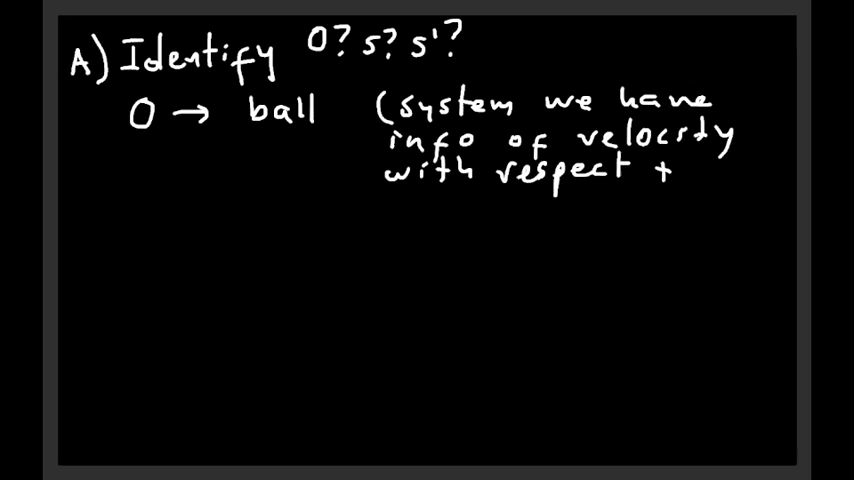 A) Identify O? s? s'?
O → ball (system we have
info of velocity
with respect t